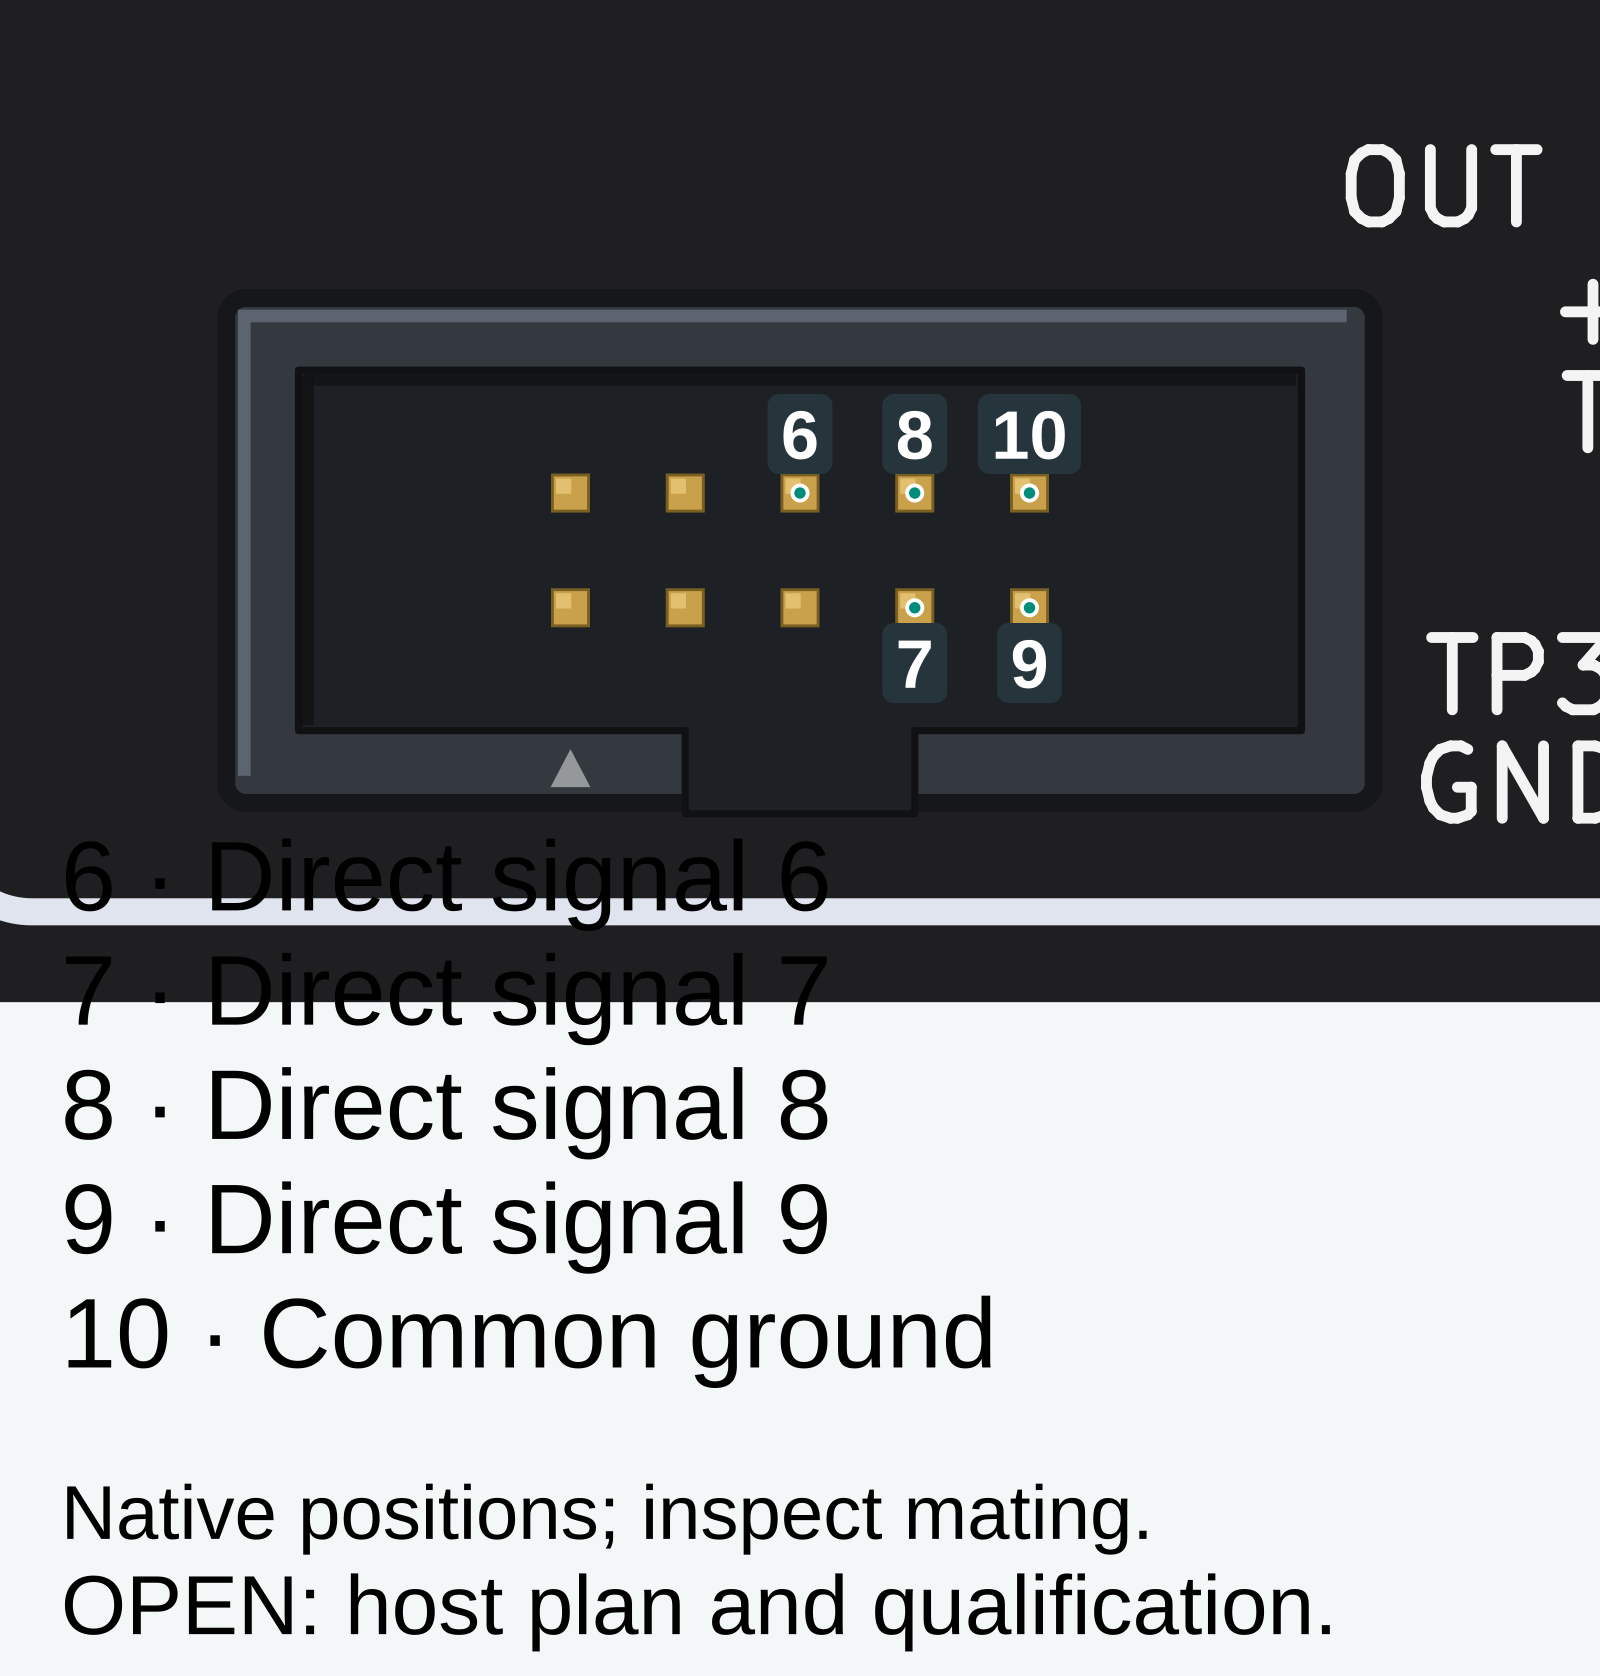 OUT
+
T
6 8 10
7 9
TP3
GND
6 · Direct signal 6
7 · Direct signal 7
8 · Direct signal 8
9 · Direct signal 9
10 · Common ground
Native positions; inspect mating.
OPEN: host plan and qualification.